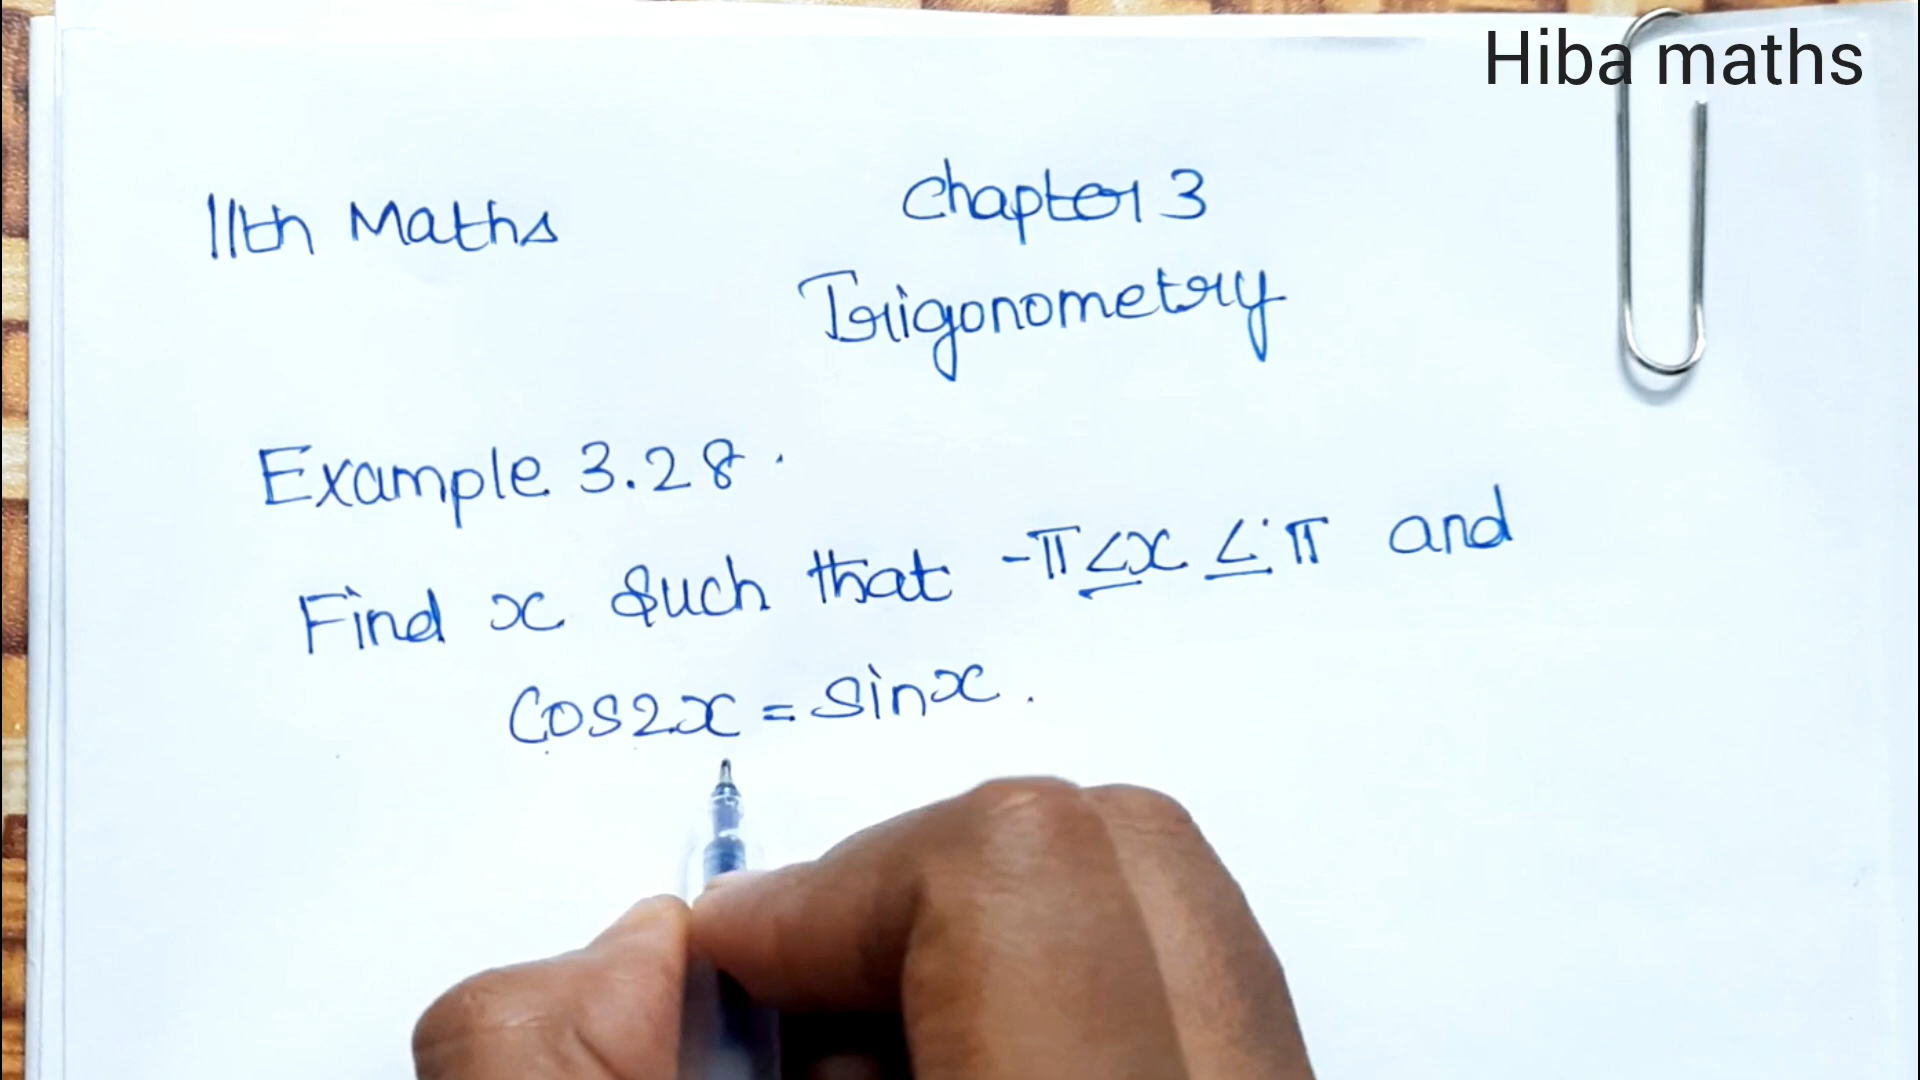 Hiba maths
11th Maths
Chapter 3
Trigonometry
Example 3.28.
Find x such that -π≤x ≤ π and
Cos2x = sinx.